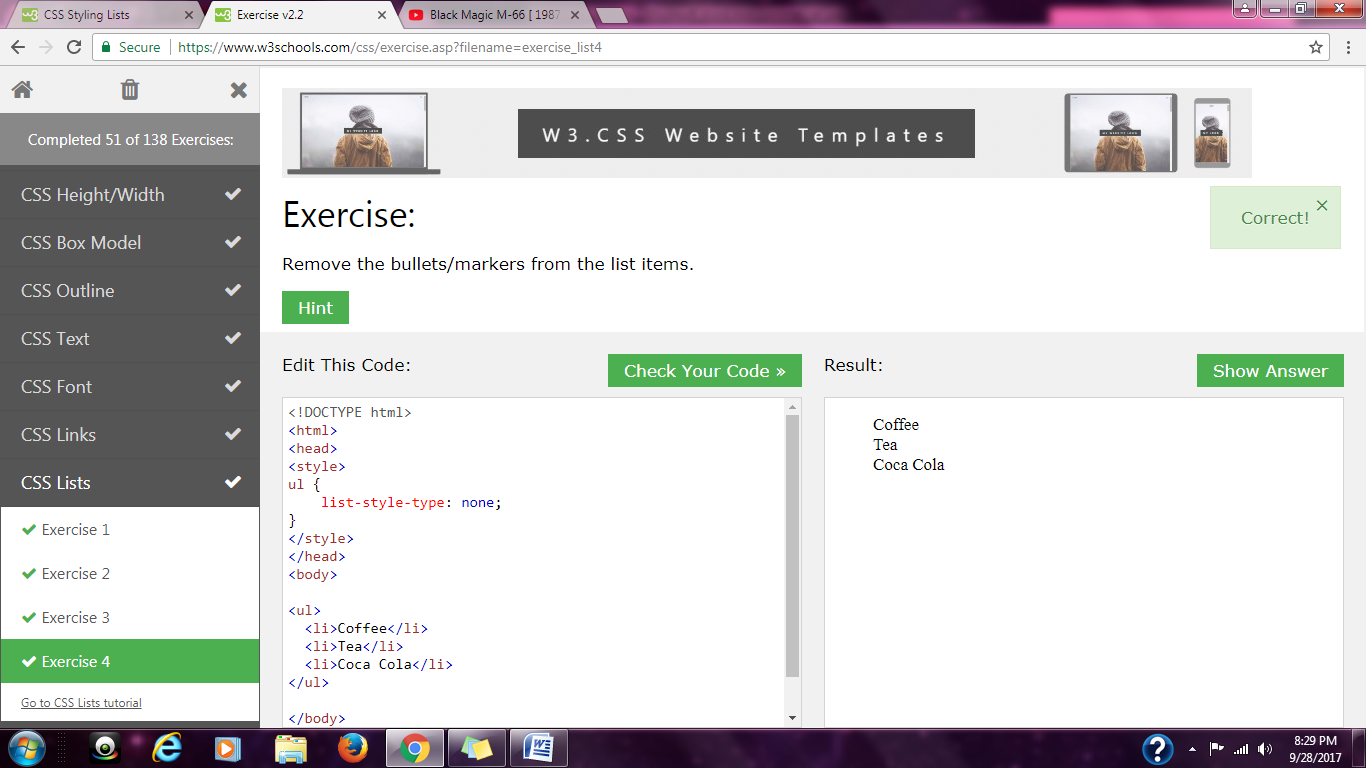 CSS Styling Lists
Exercise v2.2
Black Magic M-66 [ 1987
Secure
https://www.w3schools.com/css/exercise.asp?filename=exercise_list4
Completed 51 of 138 Exercises:
CSS Height/Width
CSS Box Model
CSS Outline
CSS Text
CSS Font
CSS Links
CSS Lists
Exercise 1
Exercise 2
Exercise 3
Exercise 4
Go to CSS Lists tutorial
W3.CSS Website Templates
Exercise:
Correct!
Remove the bullets/markers from the list items.
Hint
Edit This Code:
Check Your Code »
<!DOCTYPE html>
<html>
<head>
<style>
ul {
    list-style-type: none;
}
</style>
</head>
<body>
<ul>
  <li>Coffee</li>
  <li>Tea</li>
  <li>Coca Cola</li>
</ul>
</body>
Result:
Show Answer
Coffee
Tea
Coca Cola
8:29 PM
9/28/2017